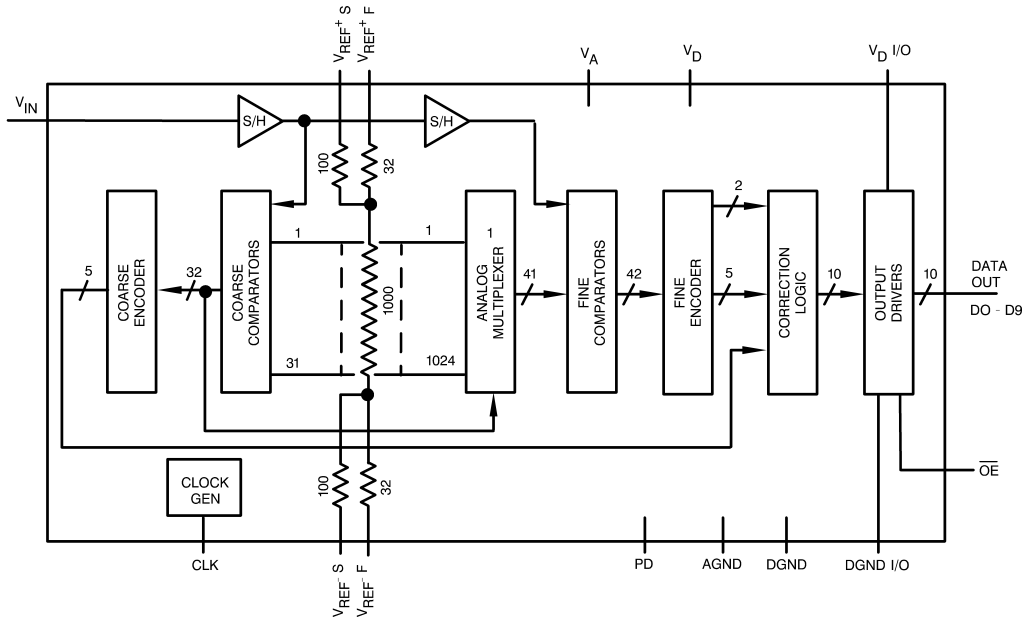 VREF+ S
VREF+ F
VA
VD
VD I/O
VIN
S/H
S/H
100
32
1
1
1
2
5
COARSE
ENCODER
32
COARSE
COMPARATORS
1000
ANALOG
MULTIPLEXER
41
FINE
COMPARATORS
42
FINE
ENCODER
5
CORRECTION
LOGIC
10
OUTPUT
DRIVERS
10
DATA
OUT
DO - D9
31
1024
100
32
CLOCK
GEN
OE
CLK
VREF- S
VREF- F
PD
AGND
DGND
DGND I/O